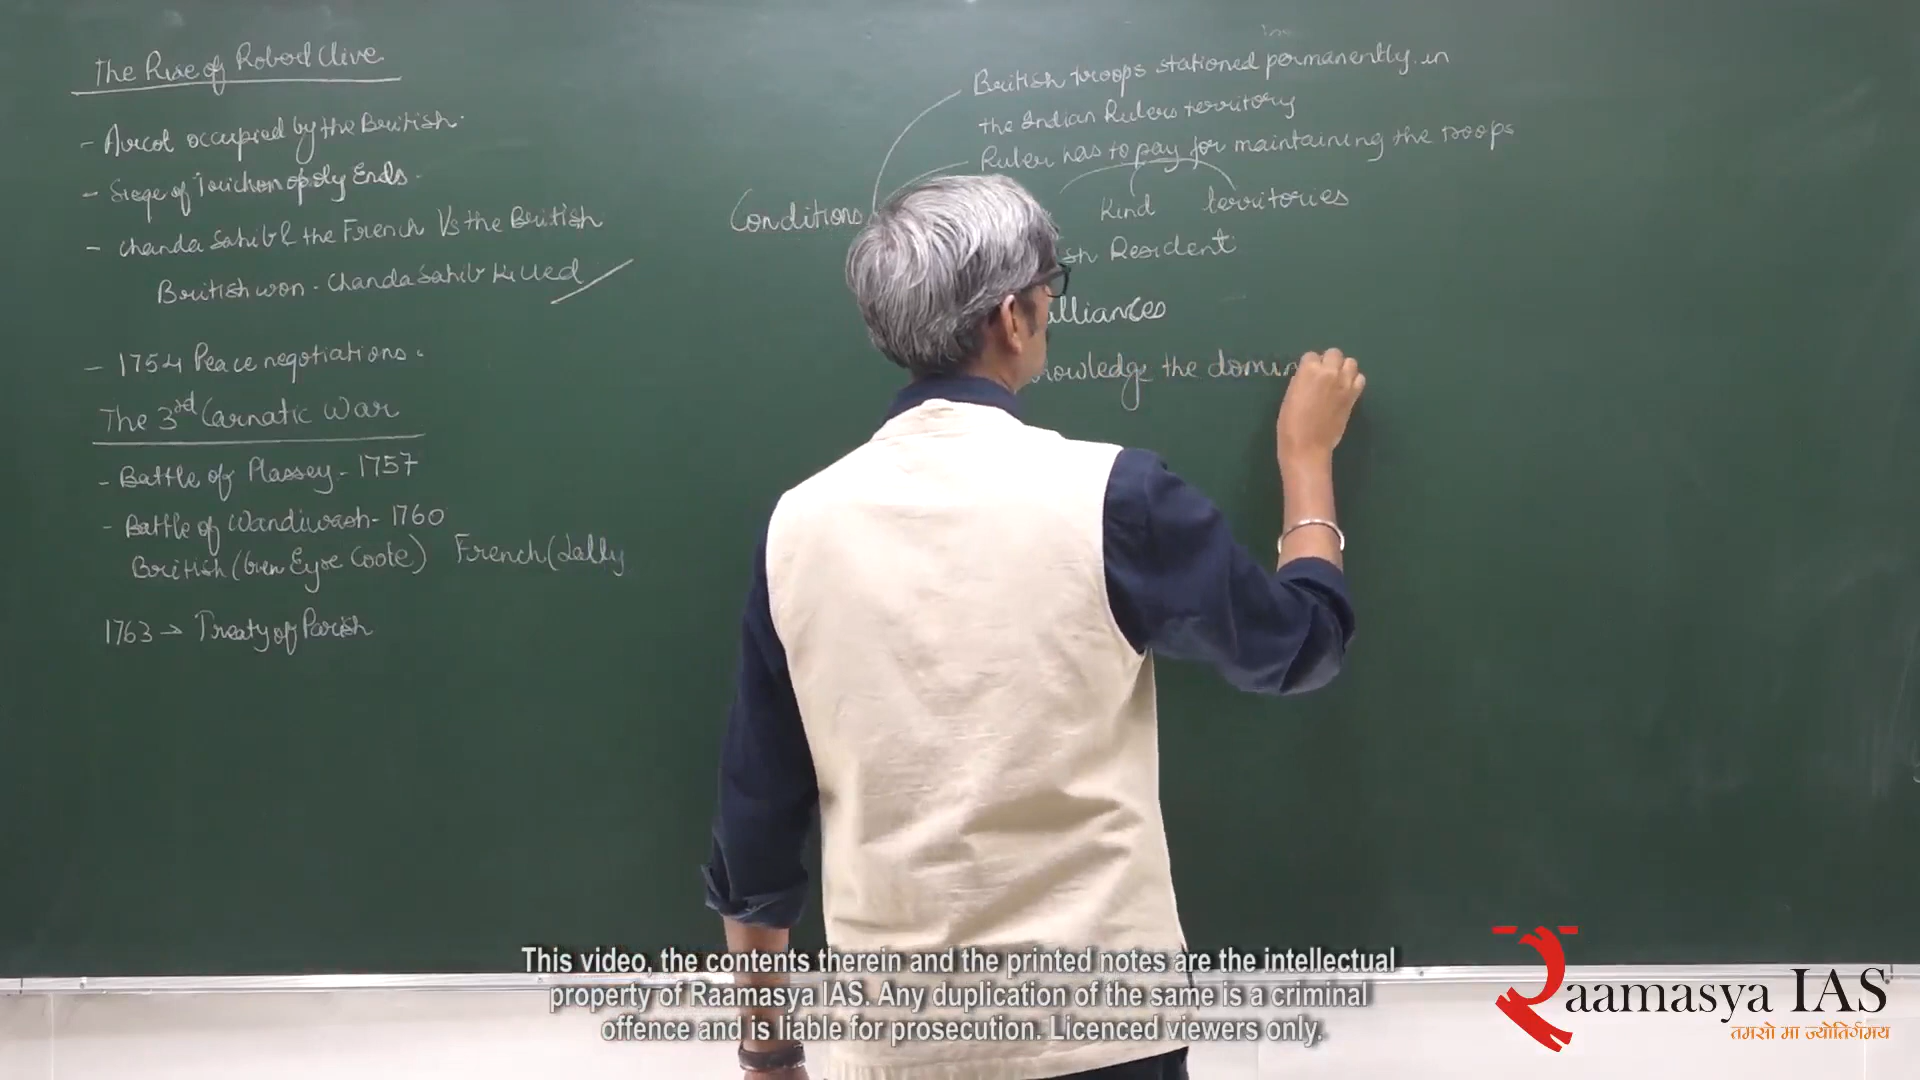 The Rise of Roberd Clive
- Arcot occupied by the British.
- Siege of Trichonopoly Ends.
- Chanda Sahib & the French Vs the British
British won - Chanda Sahib killed
- 1754 Peace negotiations.
The 3rd Carnatic War
- Battle of Plassey - 1757
- Battle of Wandiwash - 1760
British (Gen Eyre Coote) French (Lally
1763 → Treaty of Parish
Conditions
British troops stationed permanently in
the Indian Rulers territory
Ruler has to pay for maintaining the troops
Kind territories
sh Resident
alliances
nowledge the domin
This video, the contents therein and the printed notes are the intellectual
property of Raamasya IAS. Any duplication of the same is a criminal
offence and is liable for prosecution. Licenced viewers only.
Raamasya IAS
तमसो मा ज्योतिर्गमय